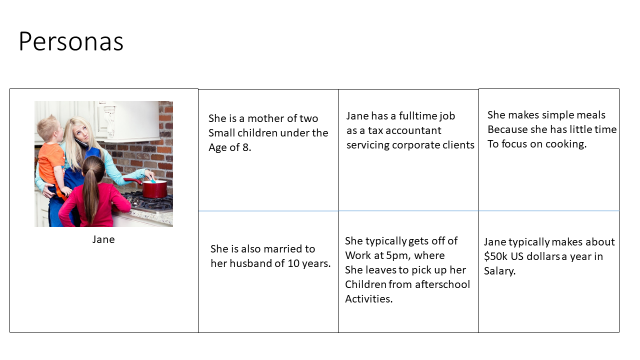 Personas
She is a mother of two
Small children under the
Age of 8.
Jane has a fulltime job
as a tax accountant
servicing corporate clients
She makes simple meals
Because she has little time
To focus on cooking.
Jane
She is also married to
her husband of 10 years.
She typically gets off of
Work at 5pm, where
She leaves to pick up her
Children from afterschool
Activities.
Jane typically makes about
$50k US dollars a year in
Salary.